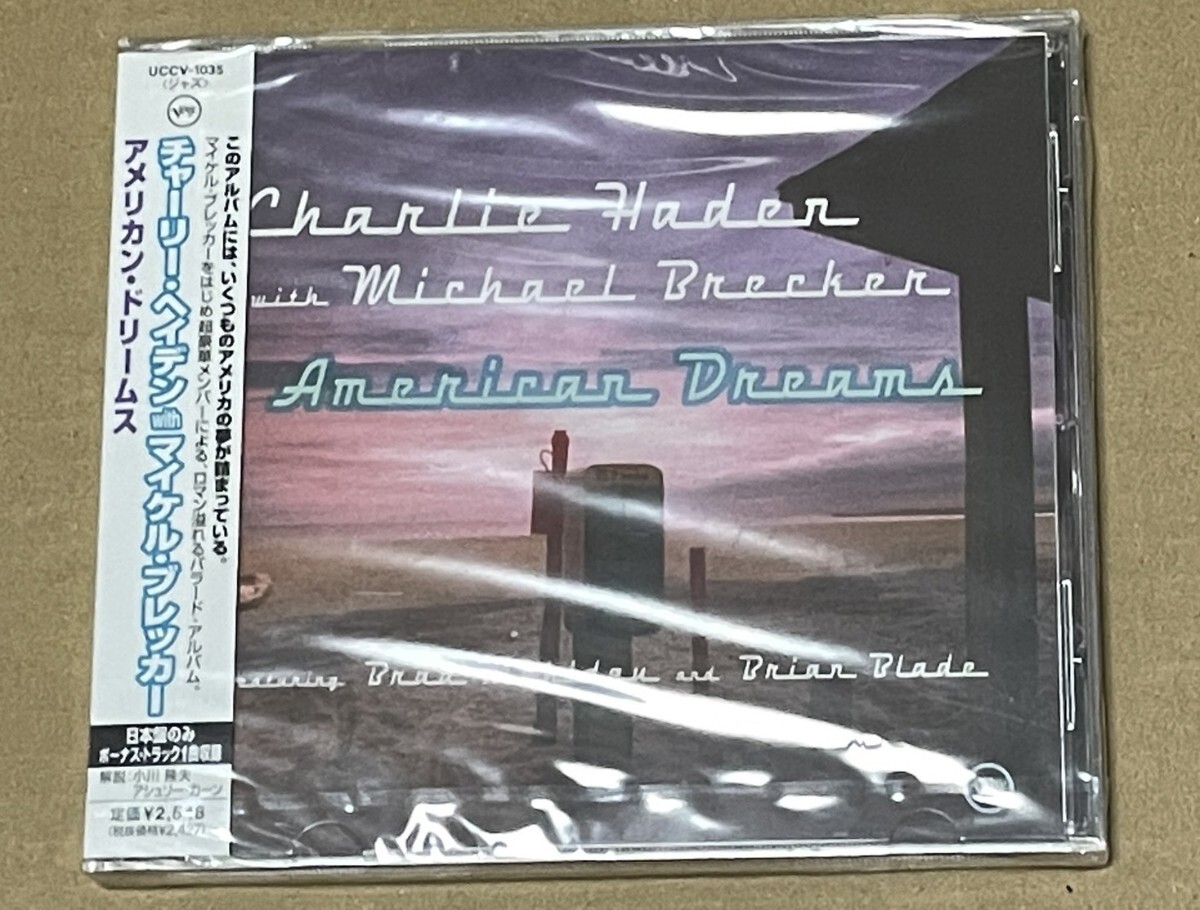 UCCV-1035
〈ジャズ〉
Verve
このアルバムには、いくつものアメリカの夢が詰まっている。
マイケル・ブレッカーをはじめ超豪華メンバーによる、ロマン溢れるバラード・アルバム。
チャーリー・ヘイデン with マイケル・ブレッカー
アメリカン・ドリームス
日本盤のみ
ボーナス・トラック1曲収録
解説：小川 隆夫
アシュリー・カーン
定価¥2,5
(税抜価格¥2,4
Charlie Haden
with Michael Brecker
American Dreams
featuring Brad and Brian Blade